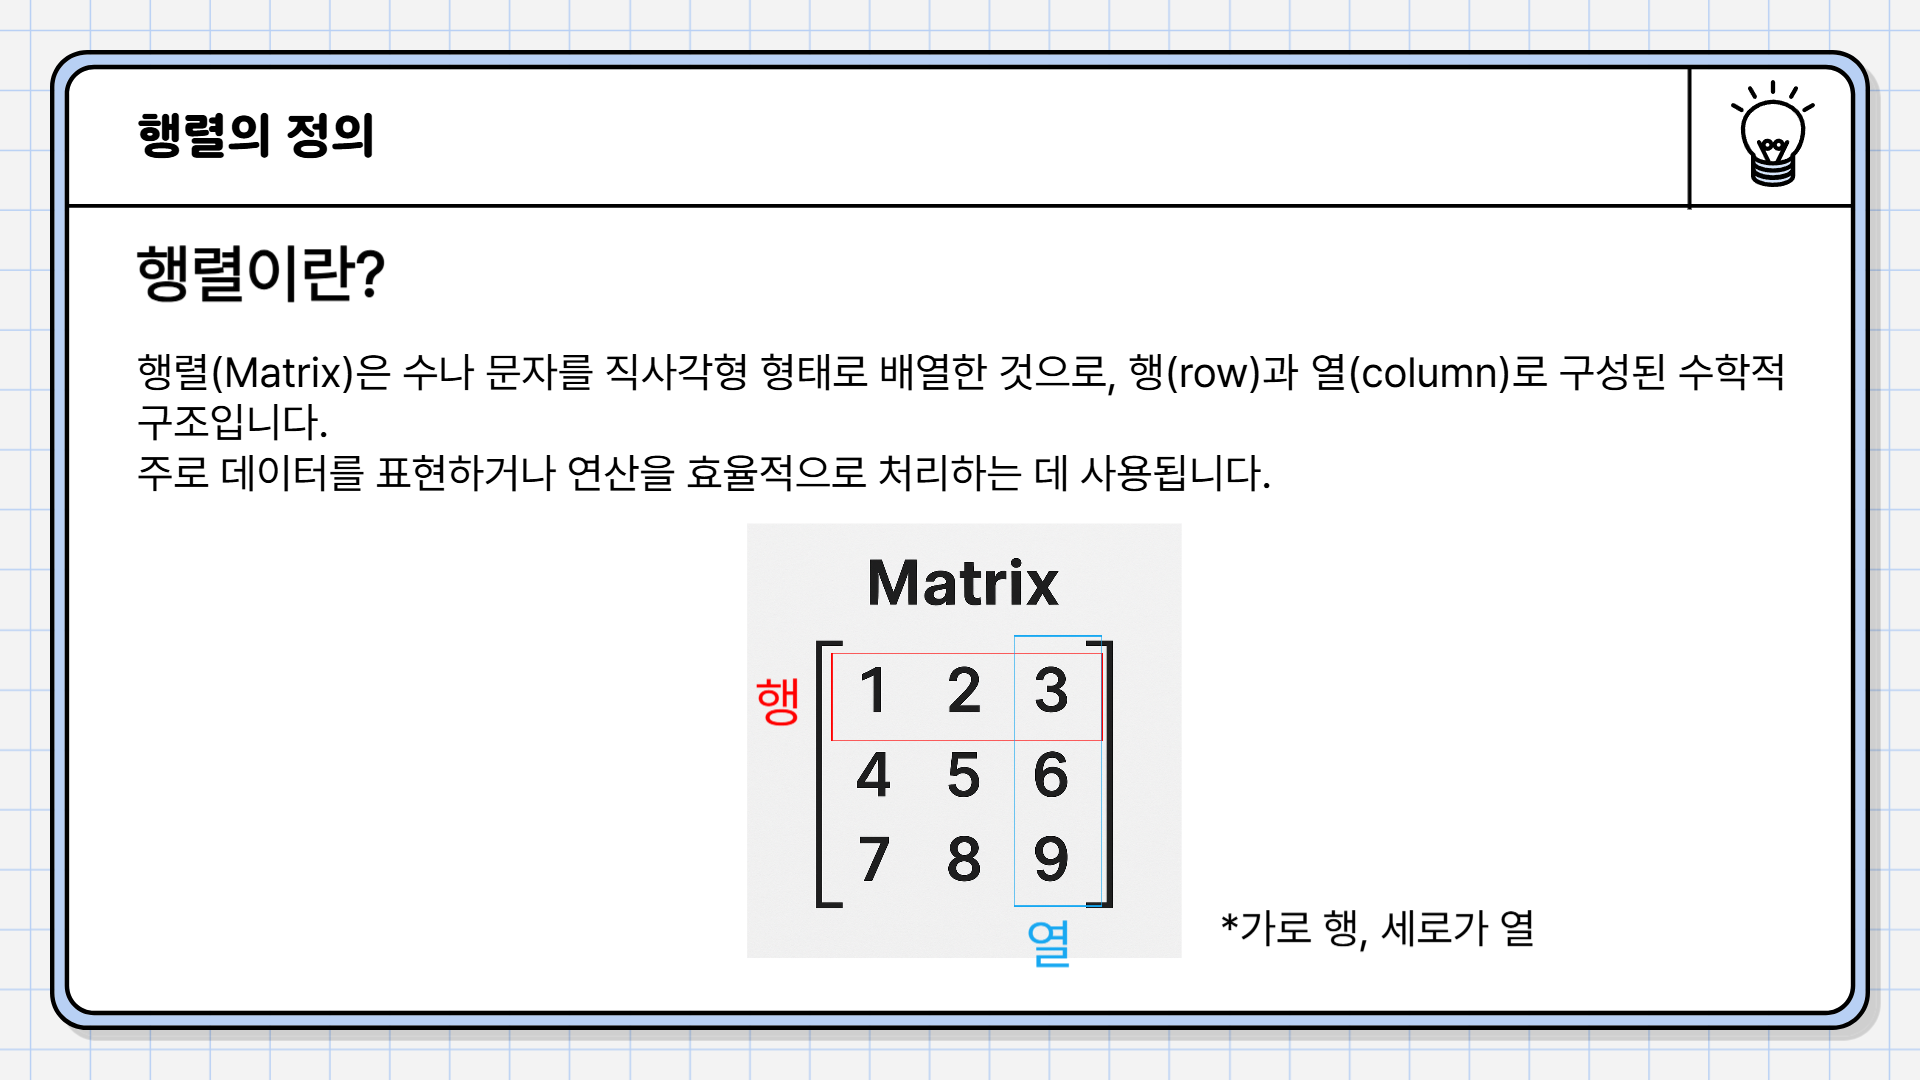 행렬의 정의
행렬이란?
행렬(Matrix)은 수나 문자를 직사각형 형태로 배열한 것으로, 행(row)과 열(column)로 구성된 수학적
구조입니다.
주로 데이터를 표현하거나 연산을 효율적으로 처리하는 데 사용됩니다.
Matrix
행
1 2 3
4 5 6
7 8 9
열
*가로 행, 세로가 열